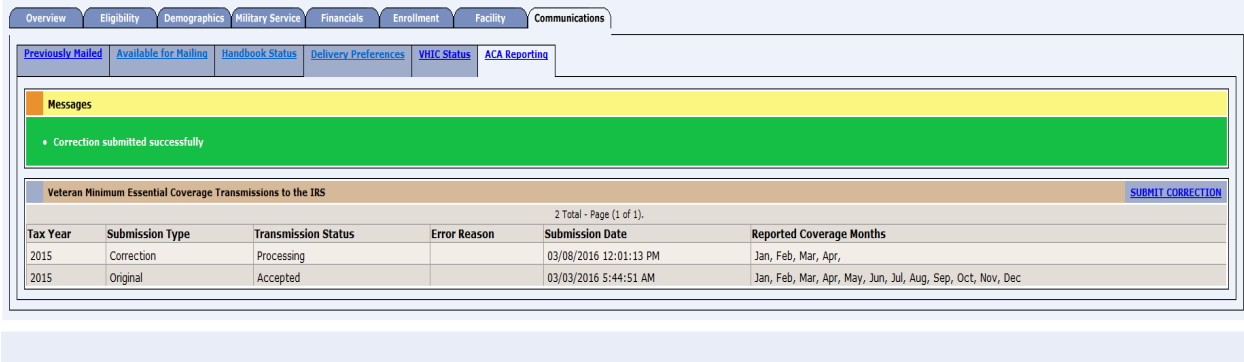 Overview Eligibility Demographics Military Service Financials Enrollment Facility Communications
Previously Mailed Available for Mailing Handbook Status Delivery Preferences VHIC Status ACA Reporting
Messages
• Correction submitted successfully
Veteran Minimum Essential Coverage Transmissions to the IRS SUBMIT CORRECTION
2 Total - Page (1 of 1).
Tax Year Submission Type Transmission Status Error Reason Submission Date Reported Coverage Months
2015 Correction Processing 03/08/2016 12:01:13 PM Jan, Feb, Mar, Apr,
2015 Original Accepted 03/03/2016 5:44:51 AM Jan, Feb, Mar, Apr, May, Jun, Jul, Aug, Sep, Oct, Nov, Dec